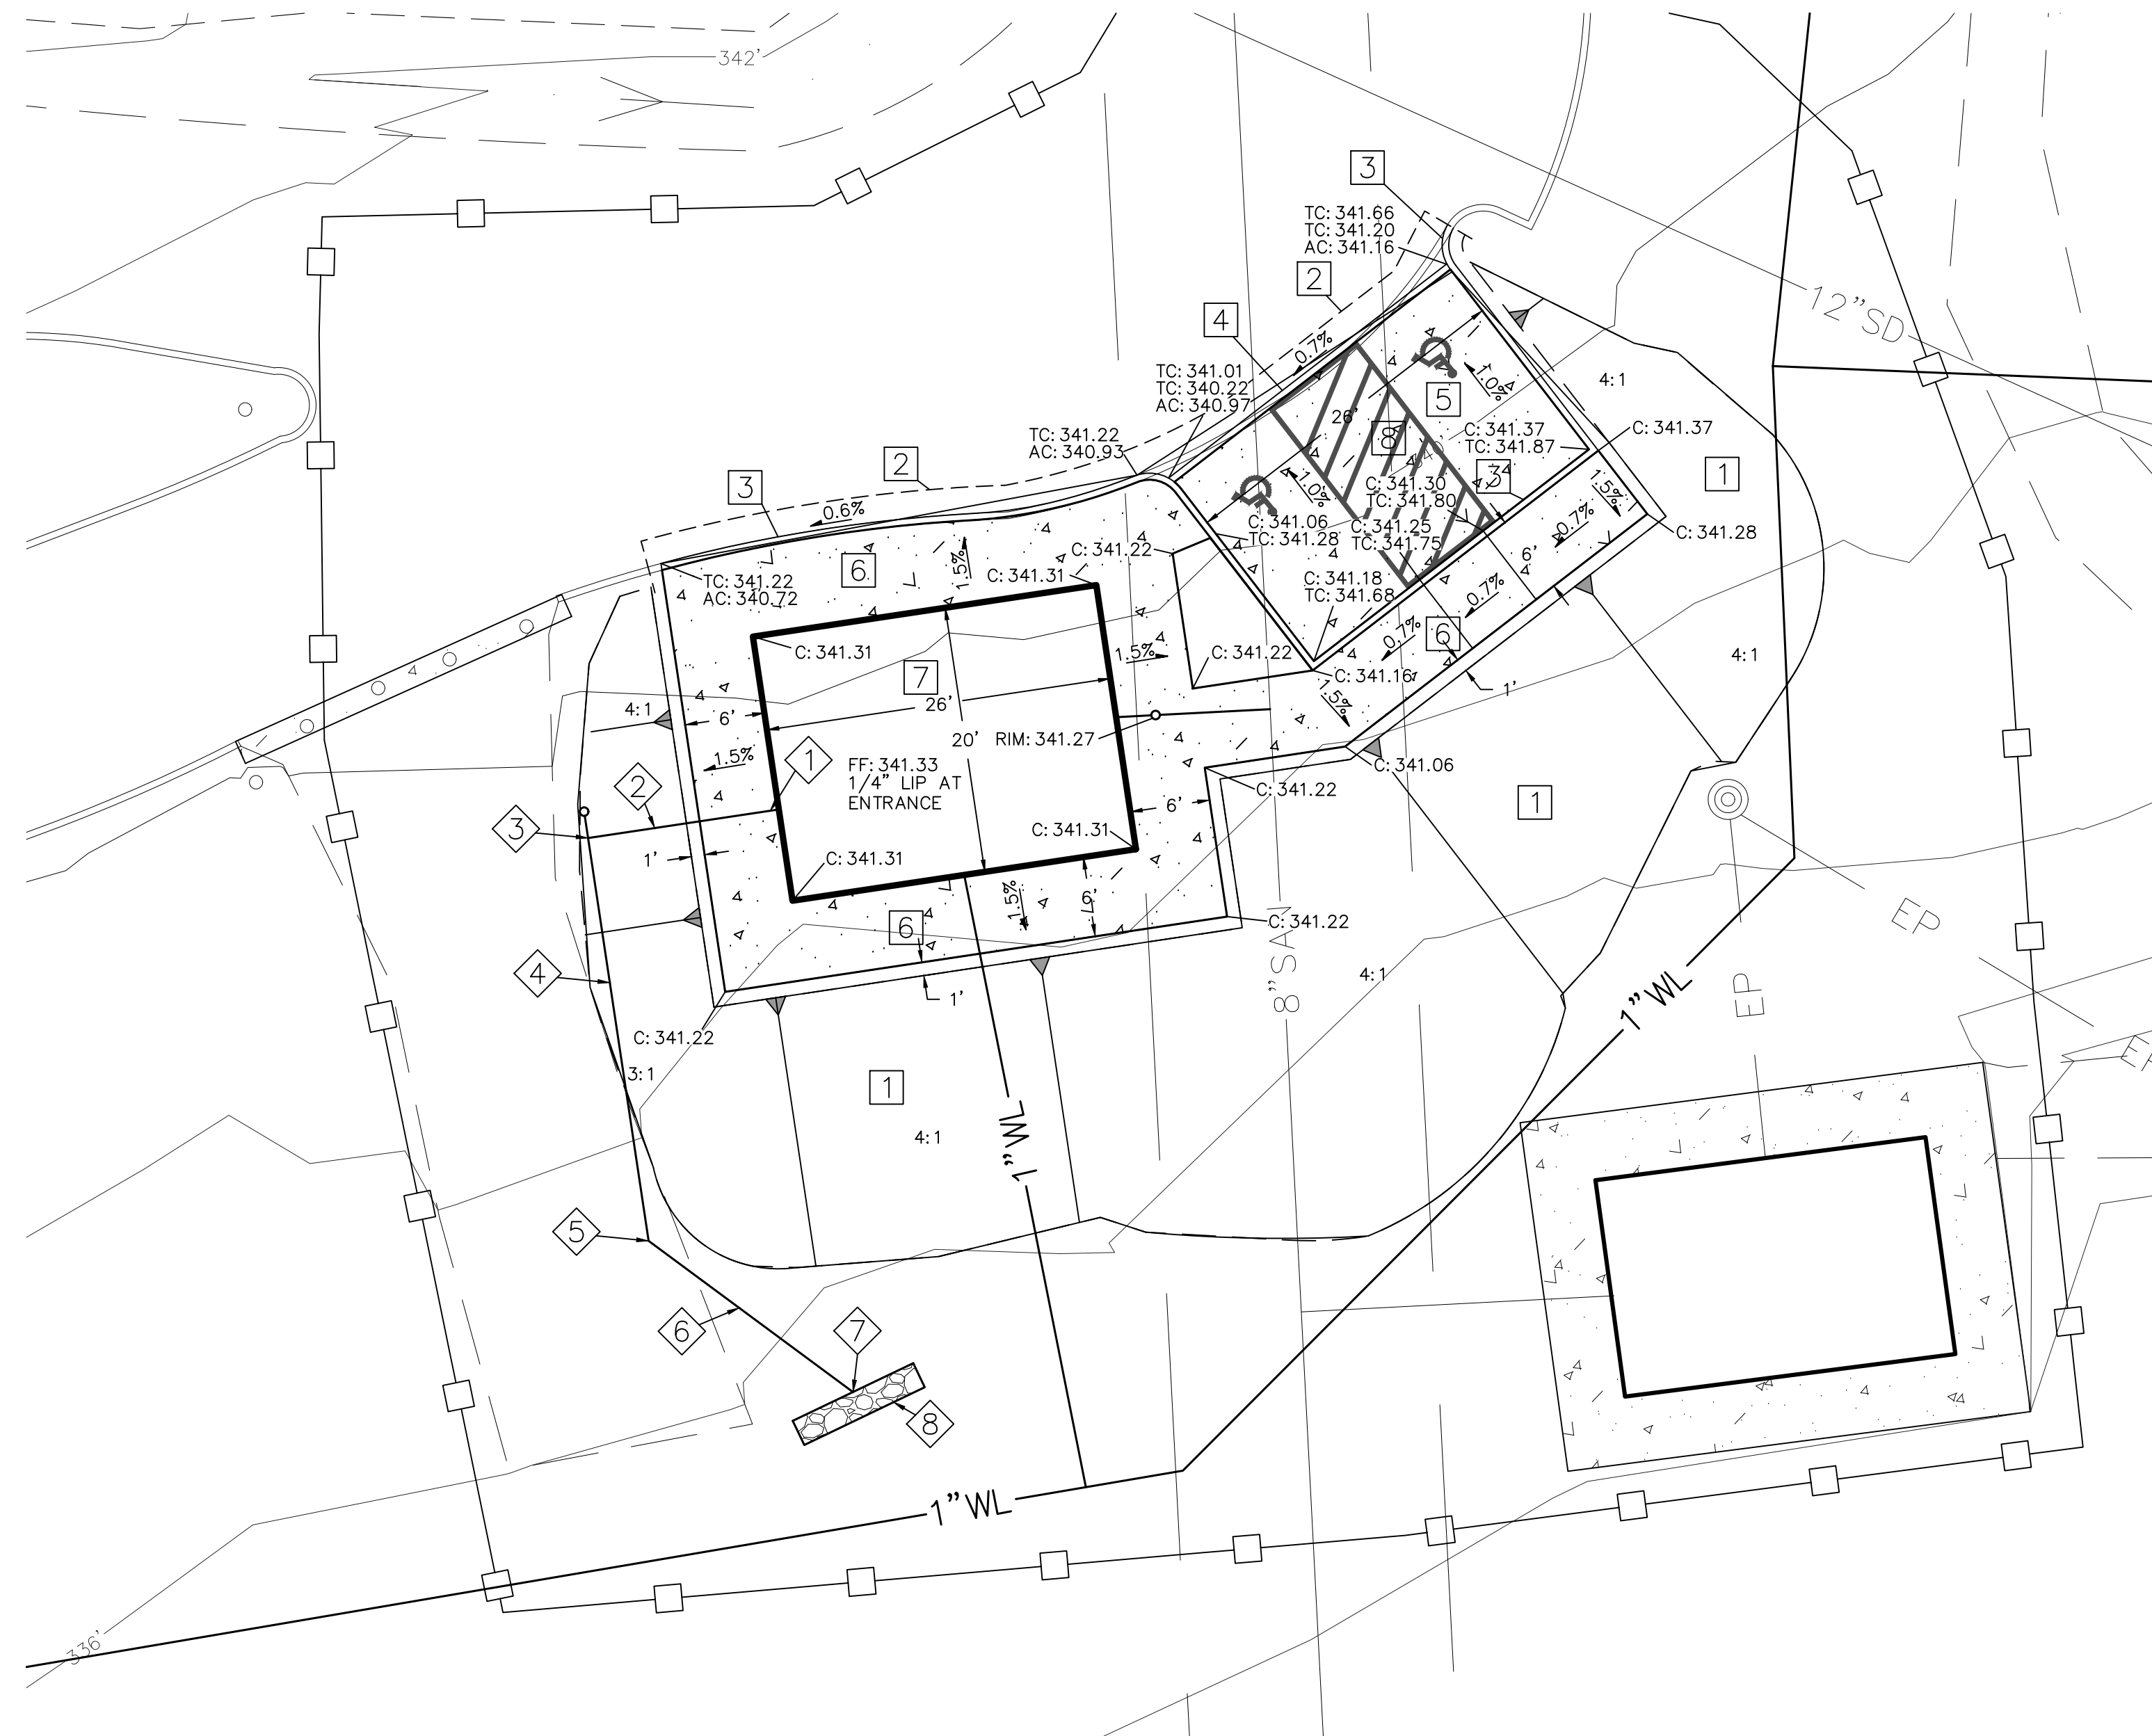 342'
3
TC: 341.66
TC: 341.20
AC: 341.16
2
4
0.7%
12"SD
TC: 341.01
TC: 340.22
AC: 340.97
4:1
1.0%
5
26'
8
C: 341.37
TC: 341.87
C: 341.37
TC: 341.22
AC: 340.93
2
3
3
1
1.0%
C: 341.30
TC: 341.80
1.5%
0.6%
C: 341.06
TC: 341.28
C: 341.25
TC: 341.75
0.7%
C: 341.28
C: 341.22
6'
1.5%
6
C: 341.31
TC: 341.22
AC: 340.72
C: 341.18
TC: 341.68
0.7%
0.7%
6
C: 341.31
1.5%
C: 341.22
4:1
7
C: 341.16
1'
26'
4:1
6'
1.5%
20'
RIM: 341.27
1.5%
1
FF: 341.33
1/4" LIP AT
ENTRANCE
C: 341.06
2
C: 341.22
6'
1
3
C: 341.31
1'
C: 341.31
1.5%
6'
6
C: 341.22
EP
4
8"SAN
4:1
EP
1"WL
1'
C: 341.22
3:1
1
4:1
1"WL
5
6
7
8
1"WL
336'